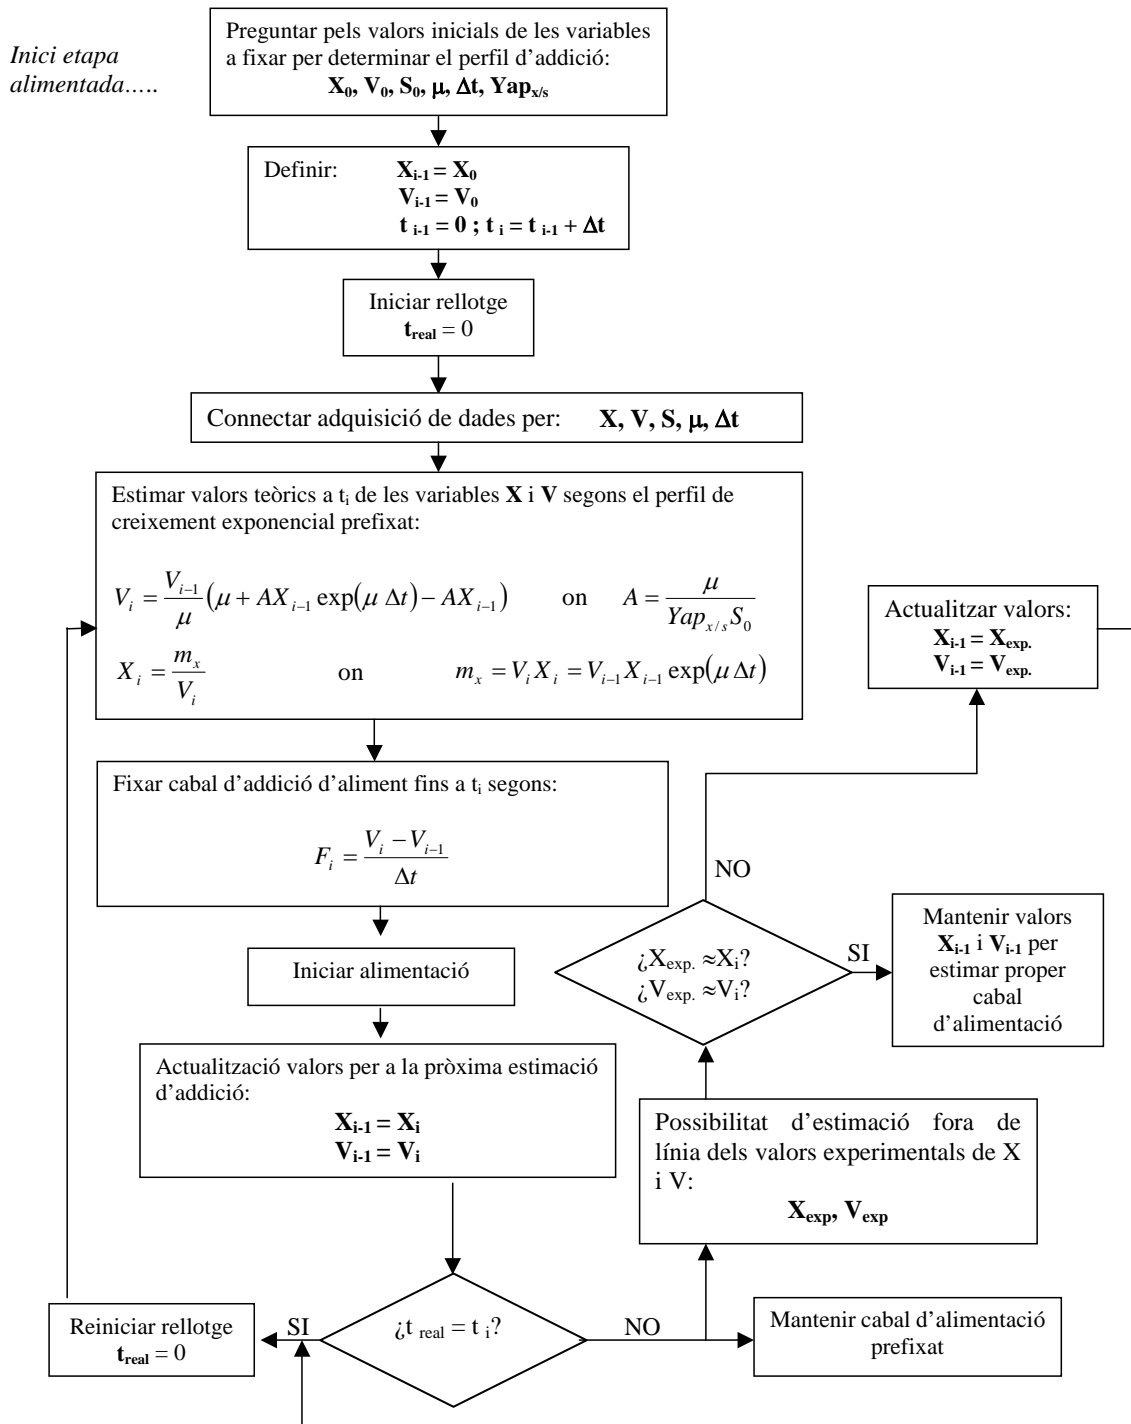 Inici etapa
alimentada…..
Preguntar pels valors inicials de les variables
a fixar per determinar el perfil d’addició:
X0, V0, S0, μ, Δt, Yapx/s
Definir: Xi-1 = X0
Vi-1 = V0
t i-1 = 0 ; t i = t i-1 + Δt
Iniciar rellotge
treal = 0
Connectar adquisició de dades per: X, V, S, μ, Δt
Estimar valors teòrics a ti de les variables X i V segons el perfil de
creixement exponencial prefixat:
Vi = Vi-1/μ (μ + AXi-1 exp(μ Δt) − AXi-1) on A = μ/(Yapx/s S0)
Xi = mx/Vi on mx = ViXi = Vi-1Xi-1 exp(μ Δt)
Fixar cabal d’addició d’aliment fins a ti segons:
Fi = (Vi − Vi-1)/Δt
Iniciar alimentació
Actualització valors per a la pròxima estimació
d’addició:
Xi-1 = Xi
Vi-1 = Vi
¿t real = t i?
SI
Reiniciar rellotge
treal = 0
NO
Mantenir cabal d’alimentació
prefixat
Possibilitat d’estimació fora de
línia dels valors experimentals de X
i V:
Xexp, Vexp
¿Xexp. ≈Xi?
¿Vexp. ≈Vi?
SI
Mantenir valors
Xi-1 i Vi-1 per
estimar proper
cabal
d’alimentació
NO
Actualitzar valors:
Xi-1 = Xexp.
Vi-1 = Vexp.